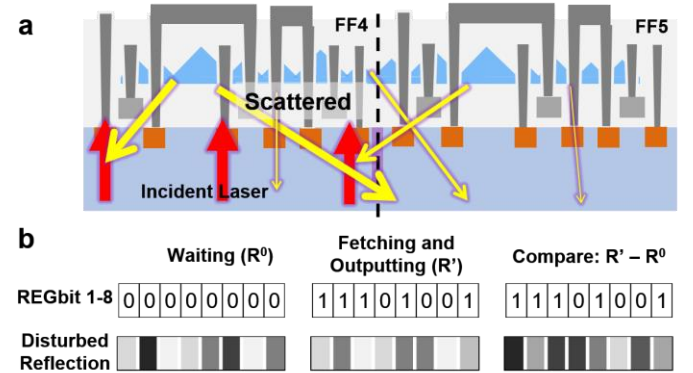 a
FF4
FF5
Scattered
Incident Laser
b
Waiting (R⁰)
Fetching and
Outputting (R')
Compare: R' – R⁰
REGbit 1-8
0 0 0 0 0 0 0 0
1 1 1 0 1 0 0 1
1 1 1 0 1 0 0 1
Disturbed
Reflection